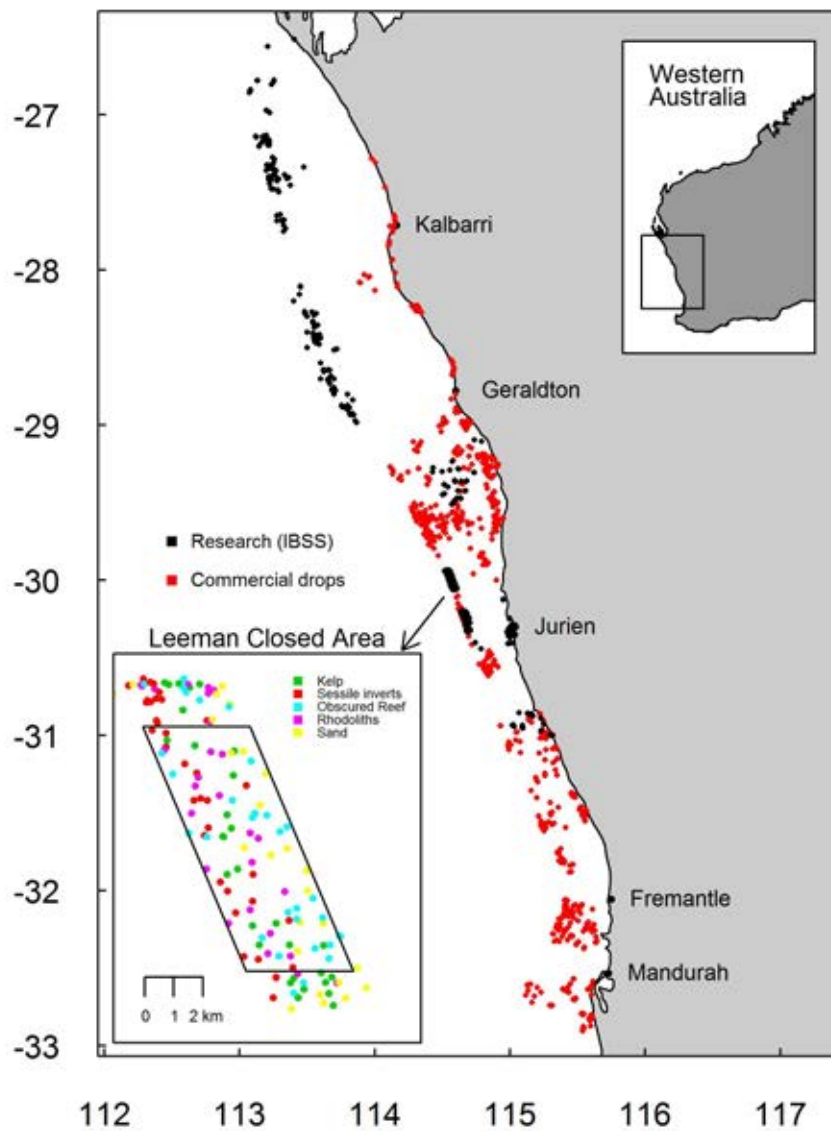 Western
Australia
-27
Kalbarri
-28
Geraldton
-29
Research (IBSS)
-30
Commercial drops
Jurien
Leeman Closed Area
Kelp
Sessile inverts
Obscured Reef
Rhodoliths
Sand
-31
-32
Fremantle
Mandurah
0 1 2 km
-33
112 113 114 115 116 117